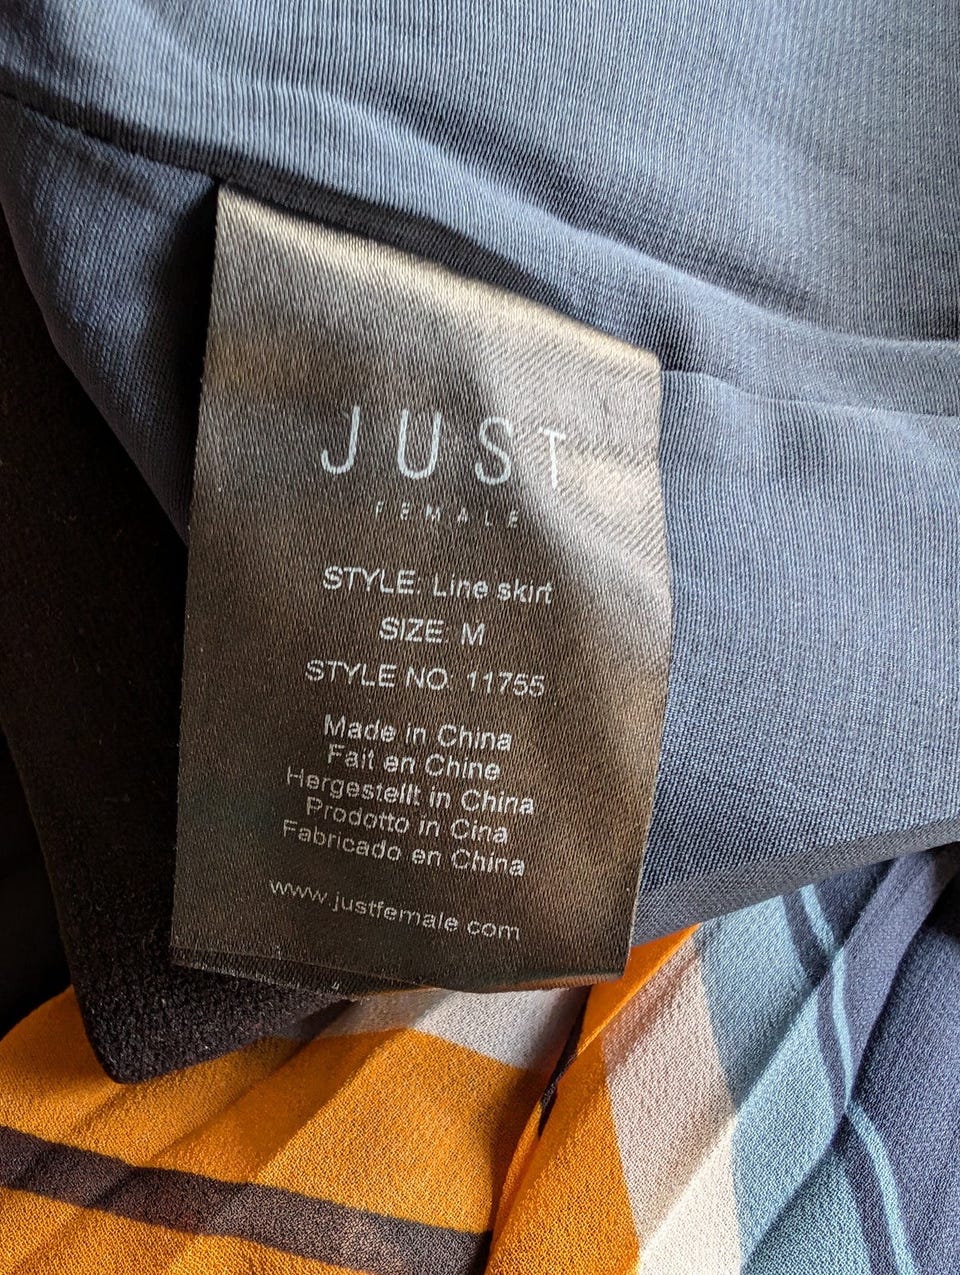 JUST
FEMALE
STYLE: Line skirt
SIZE: M
STYLE NO. 11755
Made in China
Fait en Chine
Hergestellt in China
Prodotto in Cina
Fabricado en China
www.justfemale.com